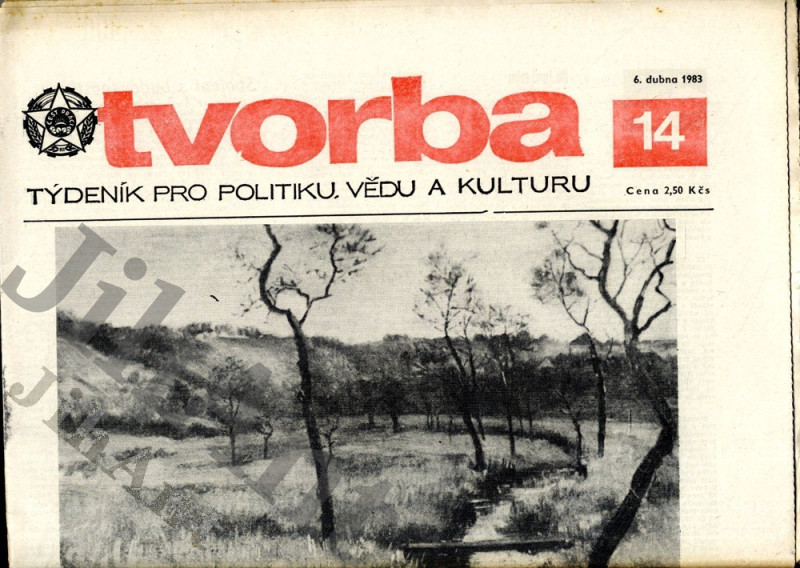 6. dubna 1983
tvorba
14
TÝDENÍK PRO POLITIKU, VĚDU A KULTURU
Cena 2,50 Kčs